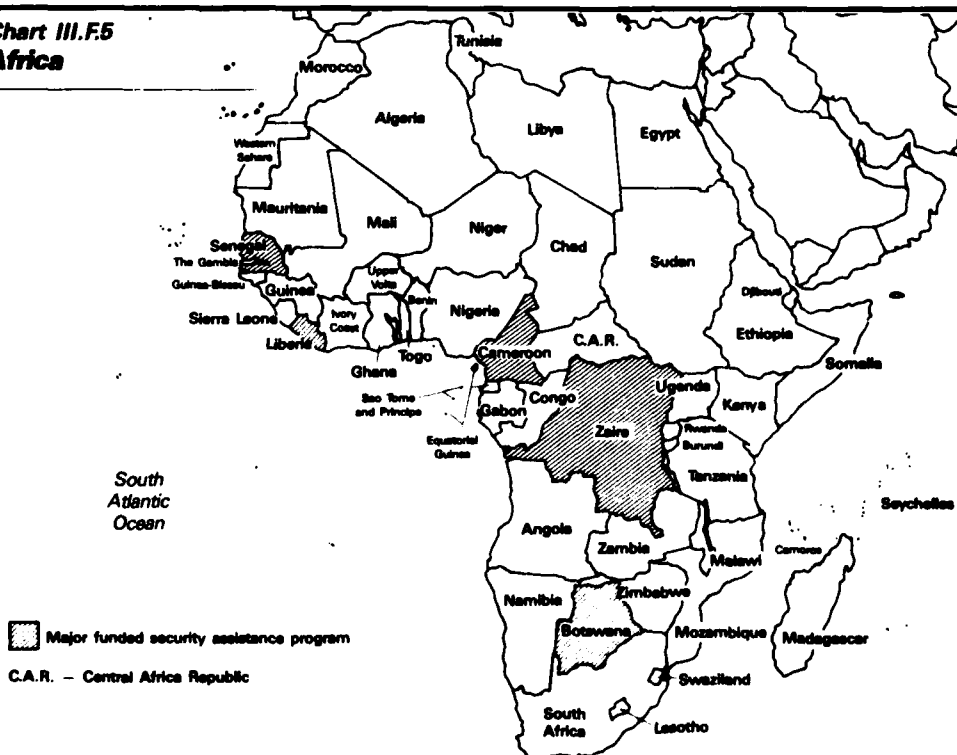 Chart III.F.5
Africa
Tunisia
Morocco
Algeria
Libya
Egypt
Western
Sahara
Mauritania
Mali
Niger
Chad
Sudan
Senegal
The Gambia
Guinea-Bissau
Guinea
Upper
Volta
Benin
Nigeria
Djibouti
Ethiopia
Sierra Leone
Ivory
Coast
Liberia
Ghana
Togo
Cameroon
C.A.R.
Somalia
Sao Tome
and Principe
Equatorial
Guinea
Gabon
Congo
Zaire
Uganda
Kenya
Rwanda
Burundi
Tanzania
Seychelles
South
Atlantic
Ocean
Angola
Zambia
Malawi
Comoros
Namibia
Zimbabwe
Botswana
Mozambique
Madagascar
Major funded security assistance program
C.A.R. – Central Africa Republic
Swaziland
South
Africa
Lesotho